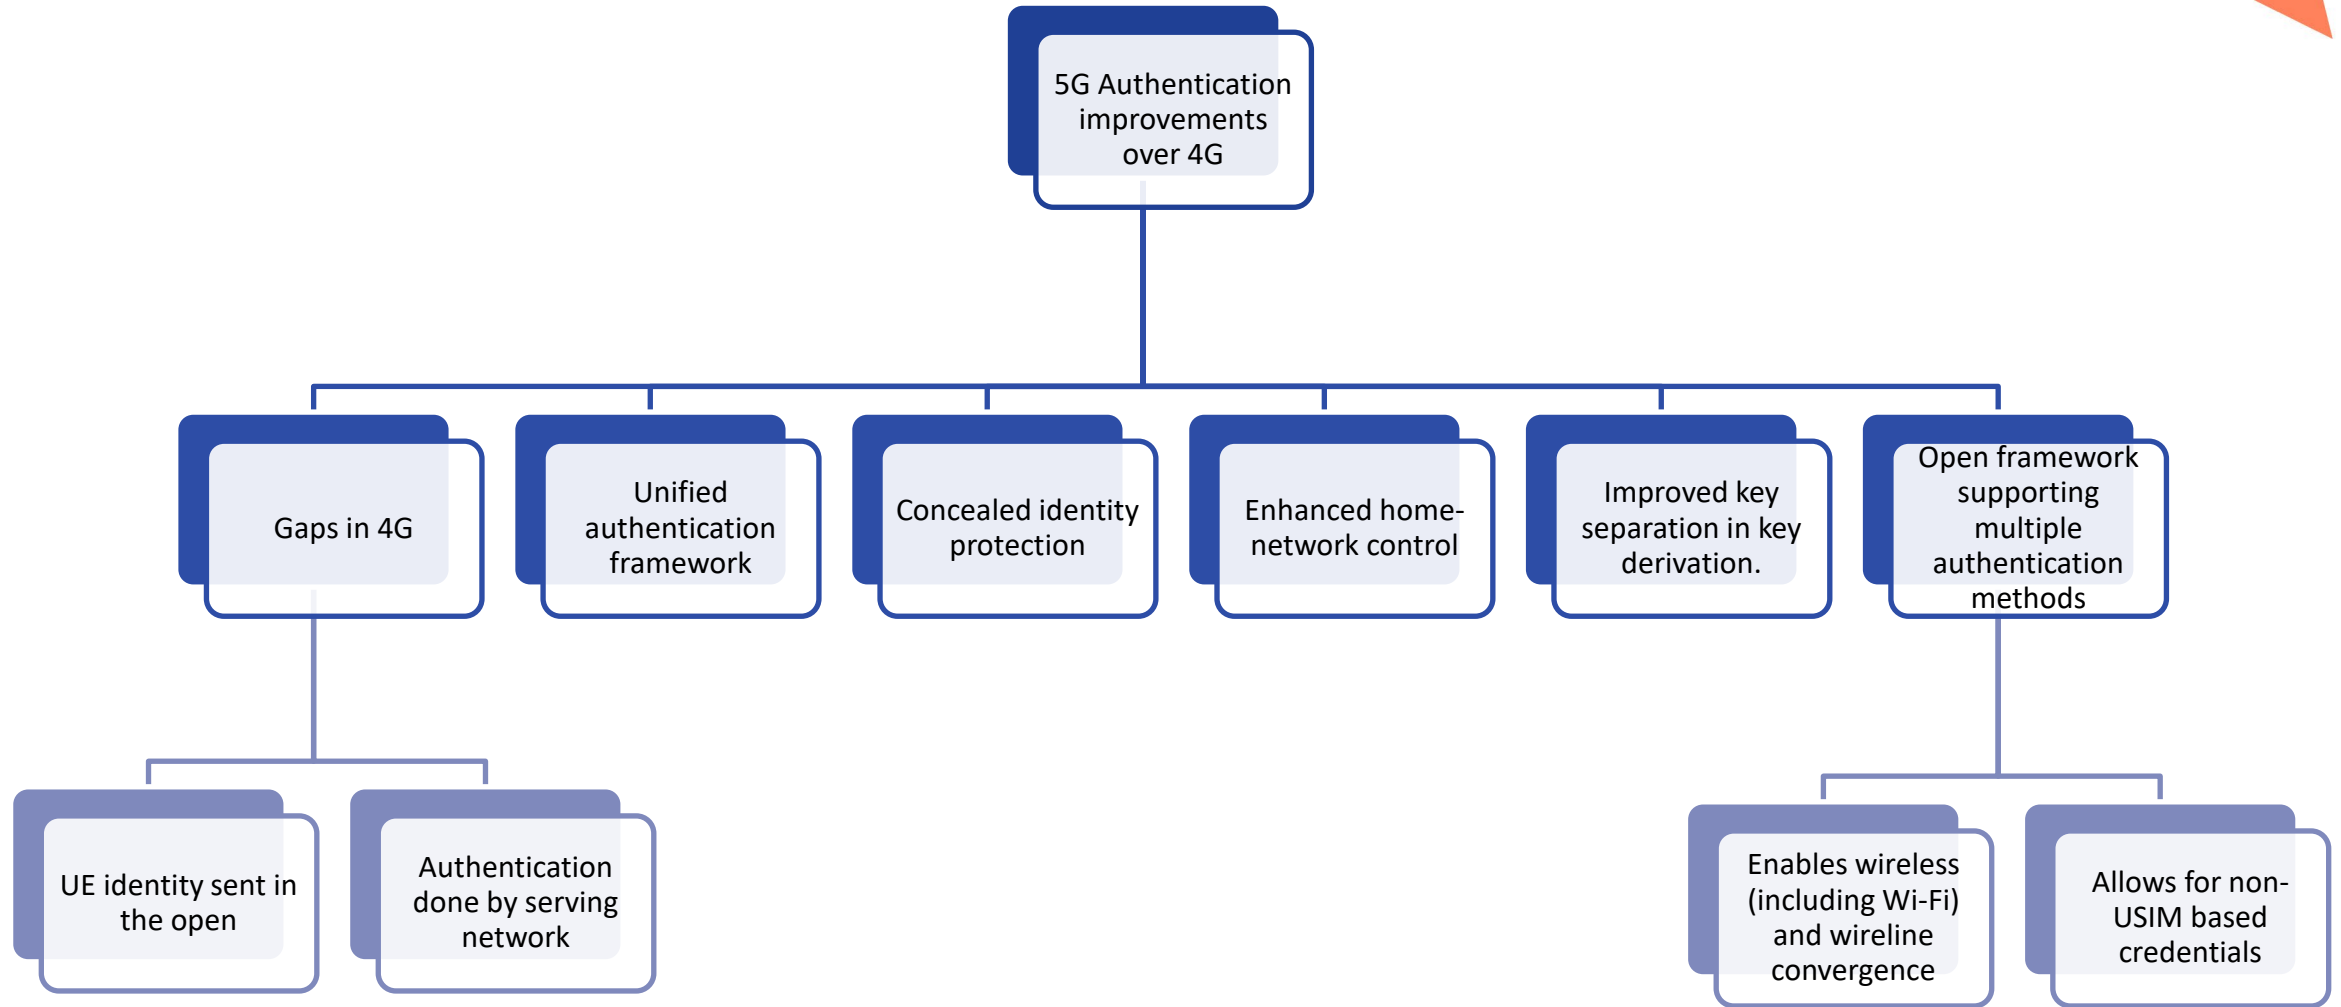 5G Authentication
improvements
over 4G
Gaps in 4G
Unified
authentication
framework
Concealed identity
protection
Enhanced home-
network control
Improved key
separation in key
derivation.
Open framework
supporting
multiple
authentication
methods
UE identity sent in
the open
Authentication
done by serving
network
Enables wireless
(including Wi-Fi)
and wireline
convergence
Allows for non-
USIM based
credentials